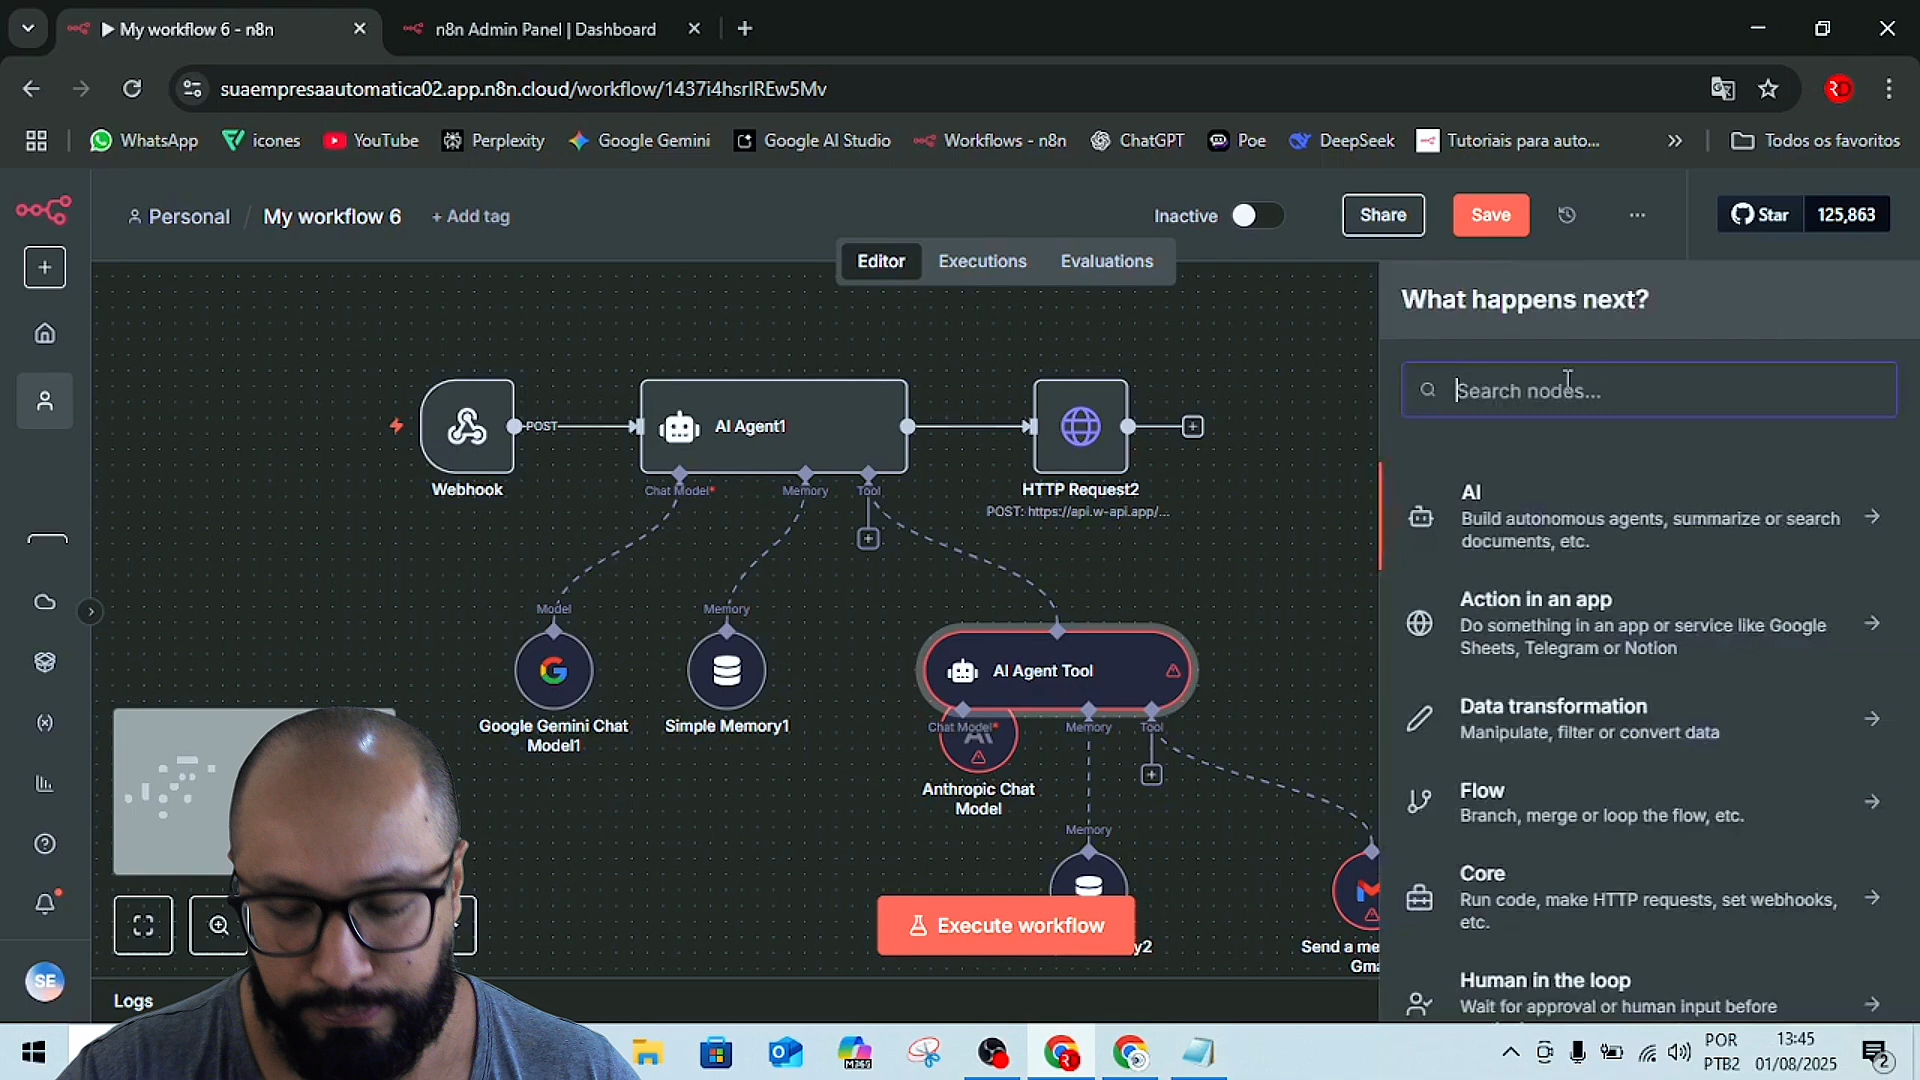 My workflow 6 - n8n
n8n Admin Panel | Dashboard
suaempresaautomatica02.app.n8n.cloud/workflow/1437i4hsrIREw5Mv
WhatsApp
icones
YouTube
Perplexity
Google Gemini
Google AI Studio
Workflows - n8n
ChatGPT
Poe
DeepSeek
Tutoriais para auto...
Todos os favoritos
Personal / My workflow 6 + Add tag
Inactive
Share
Save
Star 125,863
Editor
Executions
Evaluations
What happens next?
Search nodes...
POST
AI Agent1
Webhook
Chat Model*
Memory
Tool
HTTP Request2
POST: https://api.w-api.app/...
AI
Build autonomous agents, summarize or search
documents, etc.
Action in an app
Do something in an app or service like Google
Sheets, Telegram or Notion
Data transformation
Manipulate, filter or convert data
Flow
Branch, merge or loop the flow, etc.
Core
Run code, make HTTP requests, set webhooks,
etc.
Human in the loop
Wait for approval or human input before
Model
Memory
Google Gemini Chat
Model1
Simple Memory1
AI Agent Tool
Chat Model*
Memory
Tool
Anthropic Chat
Model
Memory
y2
Send a me
Gma
Execute workflow
SE
Logs
M365
POR
PTB2
13:45
01/08/2025
2